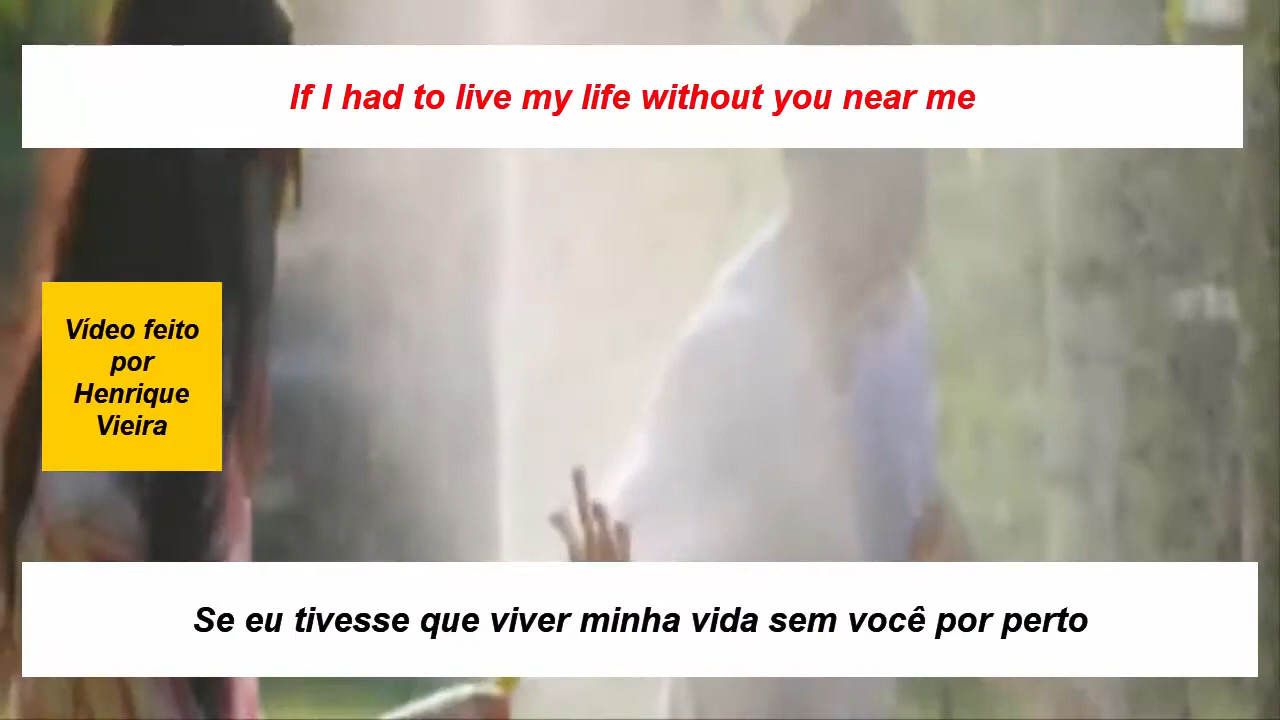 If I had to live my life without you near me
Vídeo feito
por
Henrique
Vieira
Se eu tivesse que viver minha vida sem você por perto